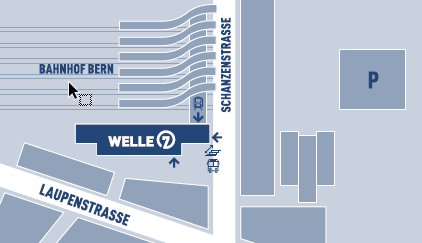 SCHANZENSTRASSE
BAHNHOF BERN
P
WELLE 7
LAUPENSTRASSE